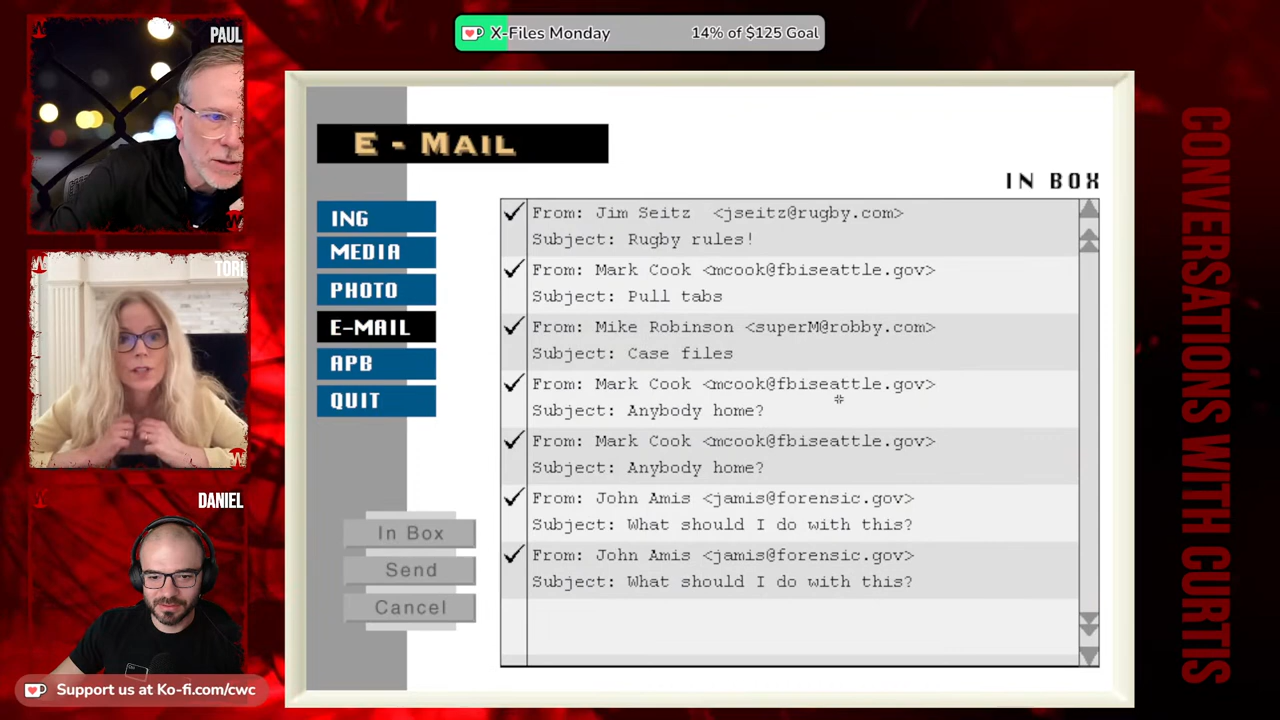 PAUL
X-Files Monday 14% of $125 Goal
E - MAIL
IN BOX
ING
MEDIA
PHOTO
E-MAIL
APB
QUIT
In Box
Send
Cancel
From: Jim Seitz <jseitz@rugby.com>
Subject: Rugby rules!
From: Mark Cook <mcook@fbiseattle.gov>
Subject: Pull tabs
From: Mike Robinson <superM@robby.com>
Subject: Case files
From: Mark Cook <mcook@fbiseattle.gov>
Subject: Anybody home?
From: Mark Cook <mcook@fbiseattle.gov>
Subject: Anybody home?
From: John Amis <jamis@forensic.gov>
Subject: What should I do with this?
From: John Amis <jamis@forensic.gov>
Subject: What should I do with this?
TORI
DANIEL
Support us at Ko-fi.com/cwc
CONVERSATIONS WITH CURTIS